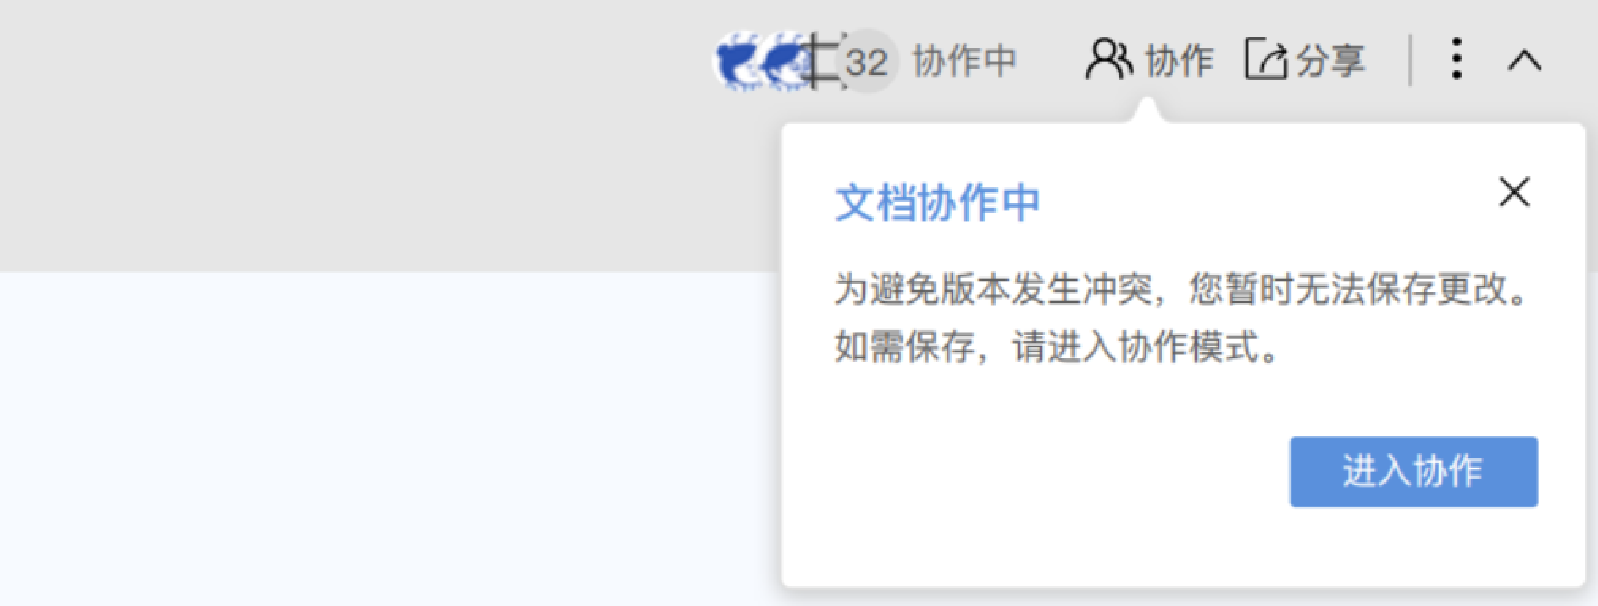 32 协作中 协作 分享
文档协作中
为避免版本发生冲突，您暂时无法保存更改。
如需保存，请进入协作模式。
进入协作